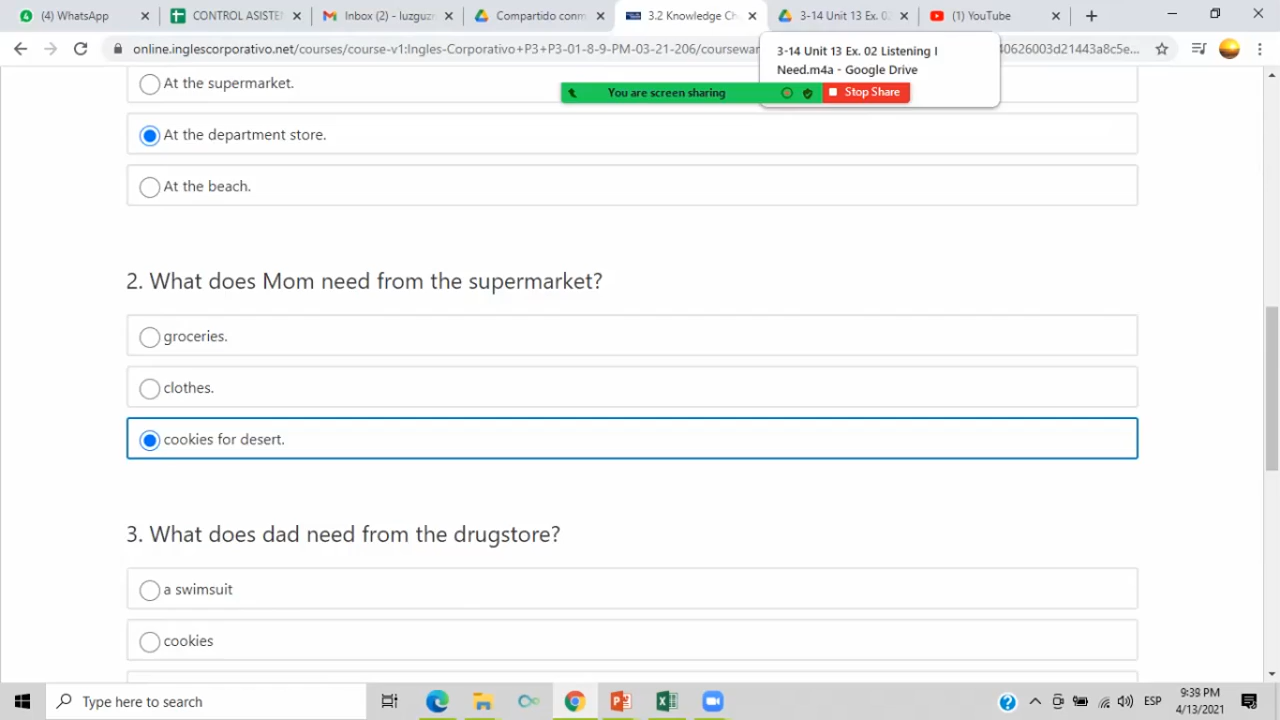 (4) WhatsApp
CONTROL ASISTEN
Inbox (2) - luzguzn
Compartido conm
3.2 Knowledge Ch
3-14 Unit 13 Ex. 02
(1) YouTube
online.inglescorporativo.net/courses/course-v1:Ingles-Corporativo+P3+P3-01-8-9-PM-03-21-206/coursewar
40626003d21443a8c5e...
3-14 Unit 13 Ex. 02 Listening I
Need.m4a - Google Drive
You are screen sharing
Stop Share
At the supermarket.
At the department store.
At the beach.
2. What does Mom need from the supermarket?
groceries.
clothes.
cookies for desert.
3. What does dad need from the drugstore?
a swimsuit
cookies
Type here to search
ESP
9:39 PM
4/13/2021